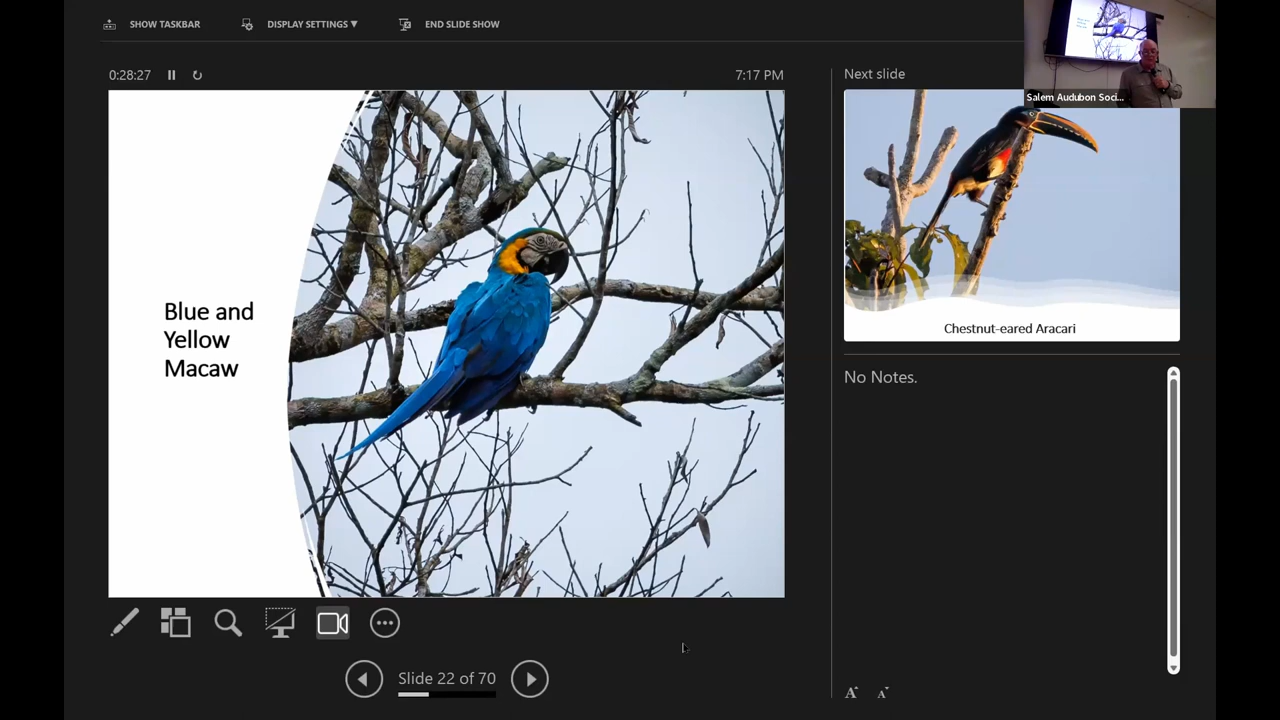 SHOW TASKBAR
DISPLAY SETTINGS ▼
END SLIDE SHOW
0:28:27
7:17 PM
Blue and
Yellow
Macaw
Slide 22 of 70
Next slide
Salem Audubon Soci...
Chestnut-eared Aracari
No Notes.
A
A